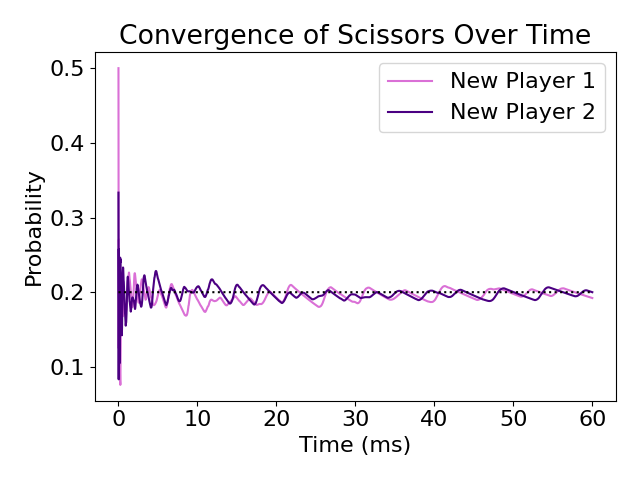 Convergence of Scissors Over Time
New Player 1
New Player 2
Probability
0.5
0.4
0.3
0.2
0.1
0 10 20 30 40 50 60
Time (ms)